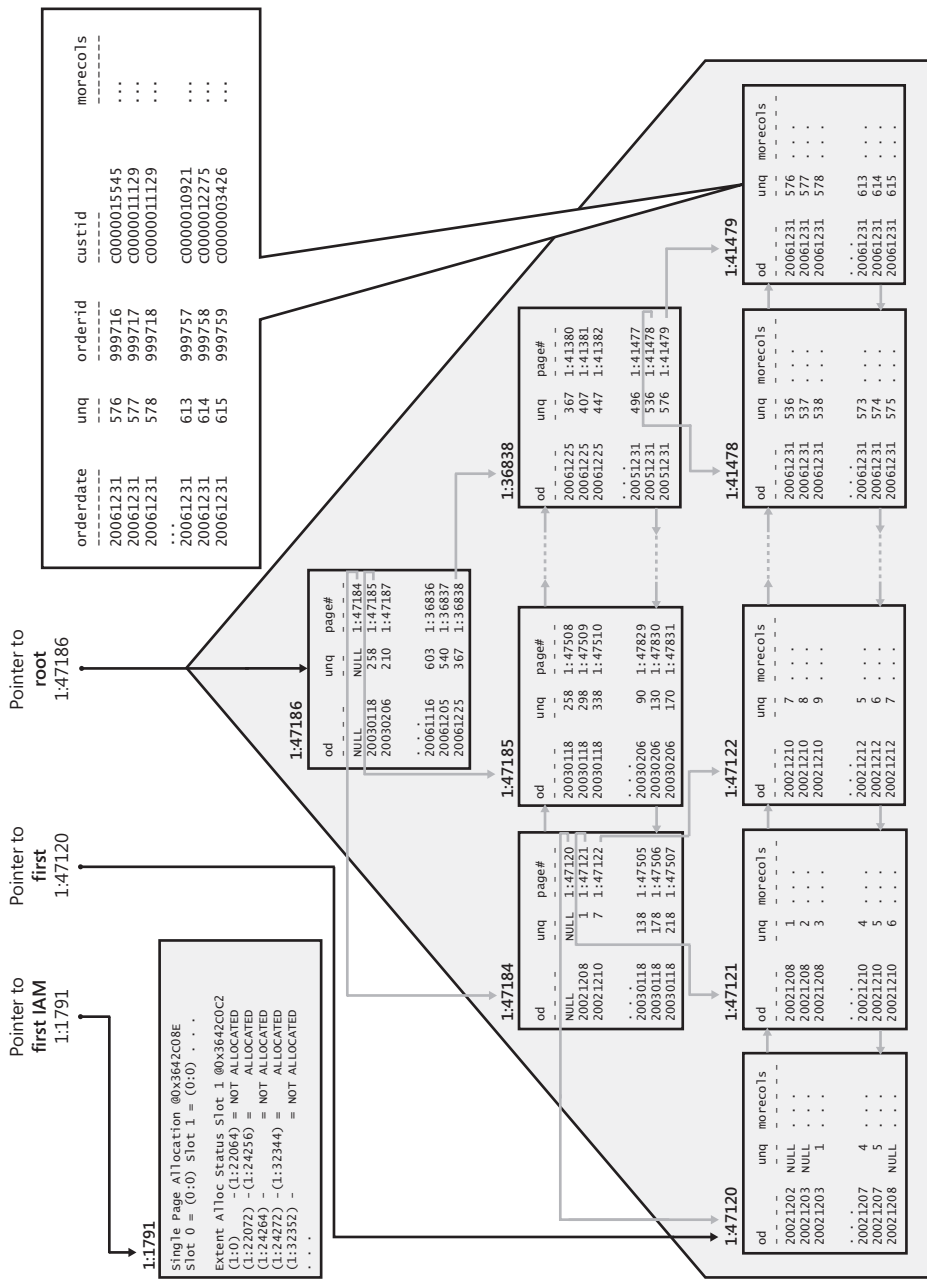 Pointer to
first IAM
1:1791
Pointer to
first
1:47120
Pointer to
root
1:47186
1:1791
Single Page Allocation @0x3642C08E
Slot 0 = (0:0) slot 1 = (0:0) . . .
Extent Alloc Status Slot 1 @0x3642C0C2
(1:0) -(1:22064) = NOT ALLOCATED
(1:22072) -(1:24256) = ALLOCATED
(1:24264) - = NOT ALLOCATED
(1:24272) -(1:32344) = ALLOCATED
(1:32352) - = NOT ALLOCATED
. . .
orderdate unq orderid custid morecols
--------- --- ------- ------ --------
20061231 576 999716 C0000015545 ...
20061231 577 999717 C0000011129 ...
20061231 578 999718 C0000011129 ...
...
20061231 613 999757 C0000010921 ...
20061231 614 999758 C0000012275 ...
20061231 615 999759 C0000003426 ...
1:47186
od unq page#
NULL NULL 1:47184
20030118 258 1:47185
20030206 210 1:47187
...
20061116 603 1:36836
20061205 540 1:36837
20061225 367 1:36838
1:47184
od unq page#
NULL NULL 1:47120
20021208 1 1:47121
20021210 7 1:47122
...
20030118 138 1:47505
20030118 178 1:47506
20030118 218 1:47507
1:47185
od unq page#
20030118 258 1:47508
20030118 298 1:47509
20030118 338 1:47510
...
20030206 90 1:47829
20030206 130 1:47830
20030206 170 1:47831
1:36838
od unq page#
20061225 367 1:41380
20061225 407 1:41381
20061225 447 1:41382
...
20061231 496 1:41477
20051231 536 1:41478
20051231 576 1:41479
1:47120
od unq morecols
20021202 NULL . . .
20021203 NULL . . .
20021203 1 . . .
...
20021207 4 . . .
20021207 5 . . .
20021208 NULL . . .
1:47121
od unq morecols
20021208 1 . . .
20021208 2 . . .
20021208 3 . . .
...
20021210 4 . . .
20021210 5 . . .
20021210 6 . . .
1:47122
od unq morecols
20021210 7 . . .
20021210 8 . . .
20021210 9 . . .
...
20021212 5 . . .
20021212 6 . . .
20021212 7 . . .
1:41478
od unq morecols
20061231 536 . . .
20061231 537 . . .
20061231 538 . . .
...
20061231 573 . . .
20061231 574 . . .
20061231 575 . . .
1:41479
od unq morecols
20061231 576 . . .
20061231 577 . . .
20061231 578 . . .
...
20061231 613 . . .
20061231 614 . . .
20061231 615 . . .